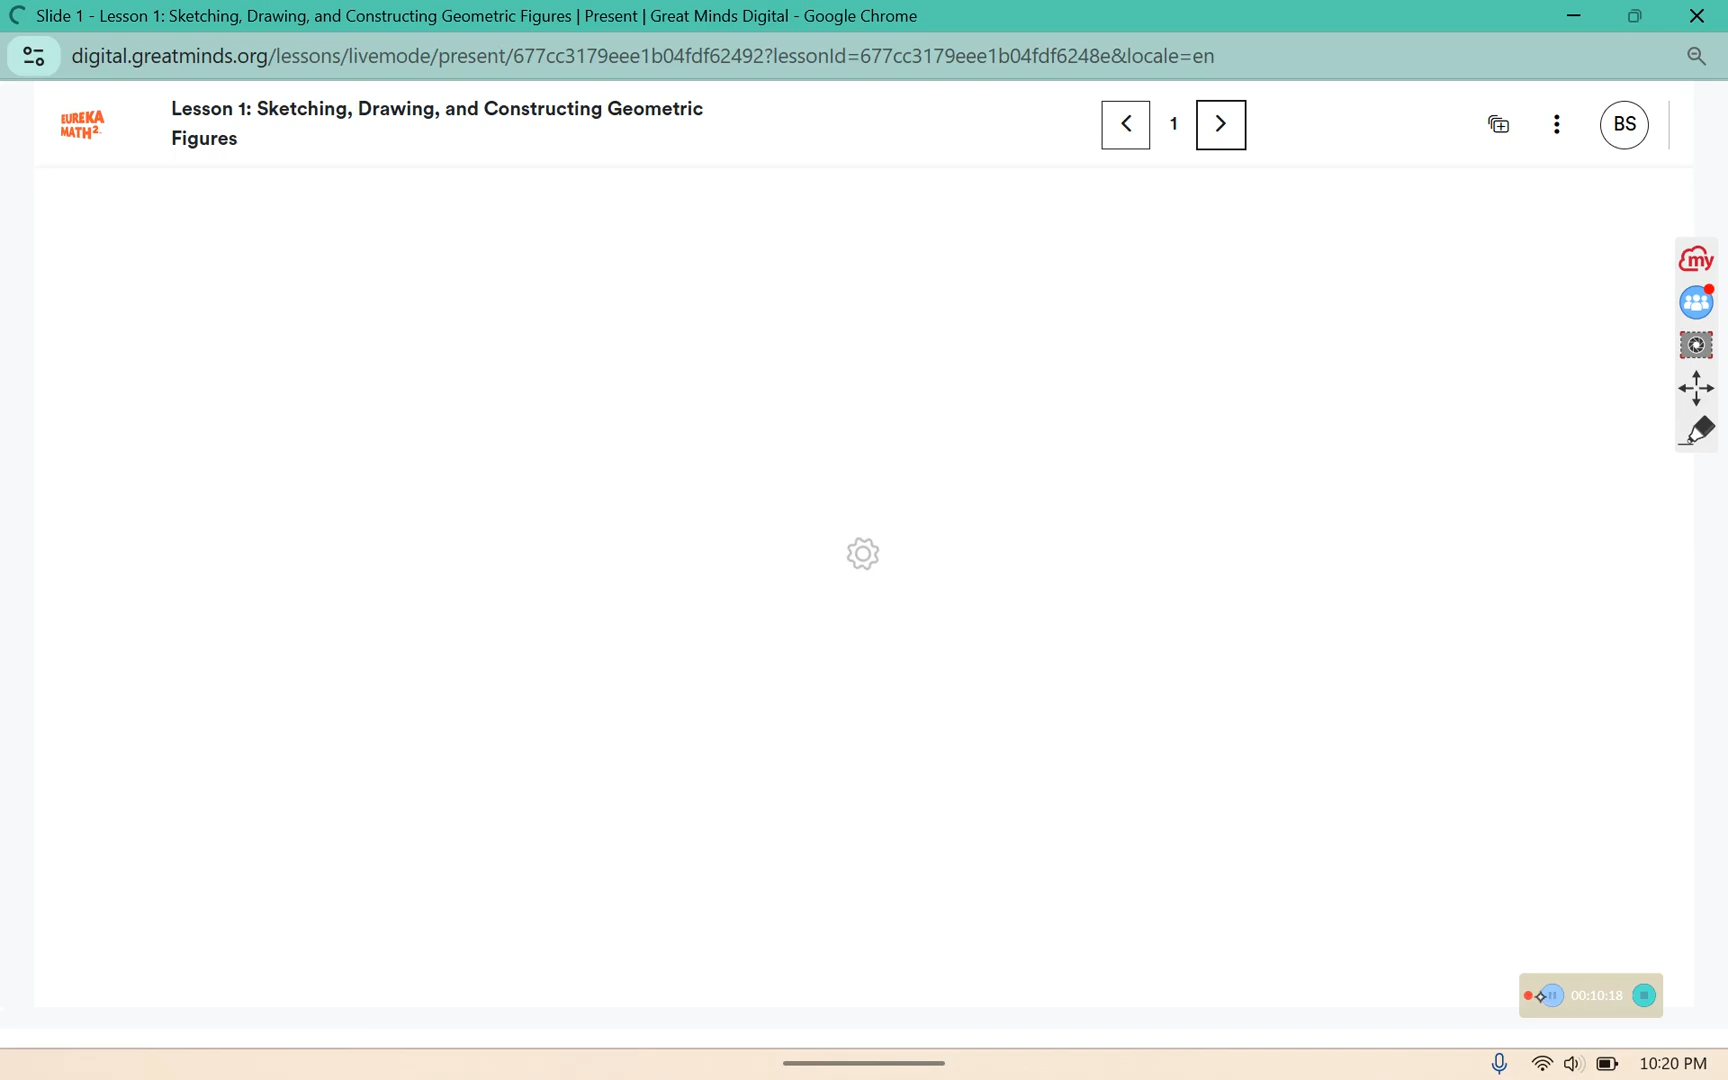 Slide 1 - Lesson 1: Sketching, Drawing, and Constructing Geometric Figures | Present | Great Minds Digital - Google Chrome
digital.greatminds.org/lessons/livemode/present/677cc3179eee1b04fdf62492?lessonId=677cc3179eee1b04fdf6248e&locale=en
EUREKA
MATH2
Lesson 1: Sketching, Drawing, and Constructing Geometric
Figures
1
BS
my
00:10:18
10:20 PM